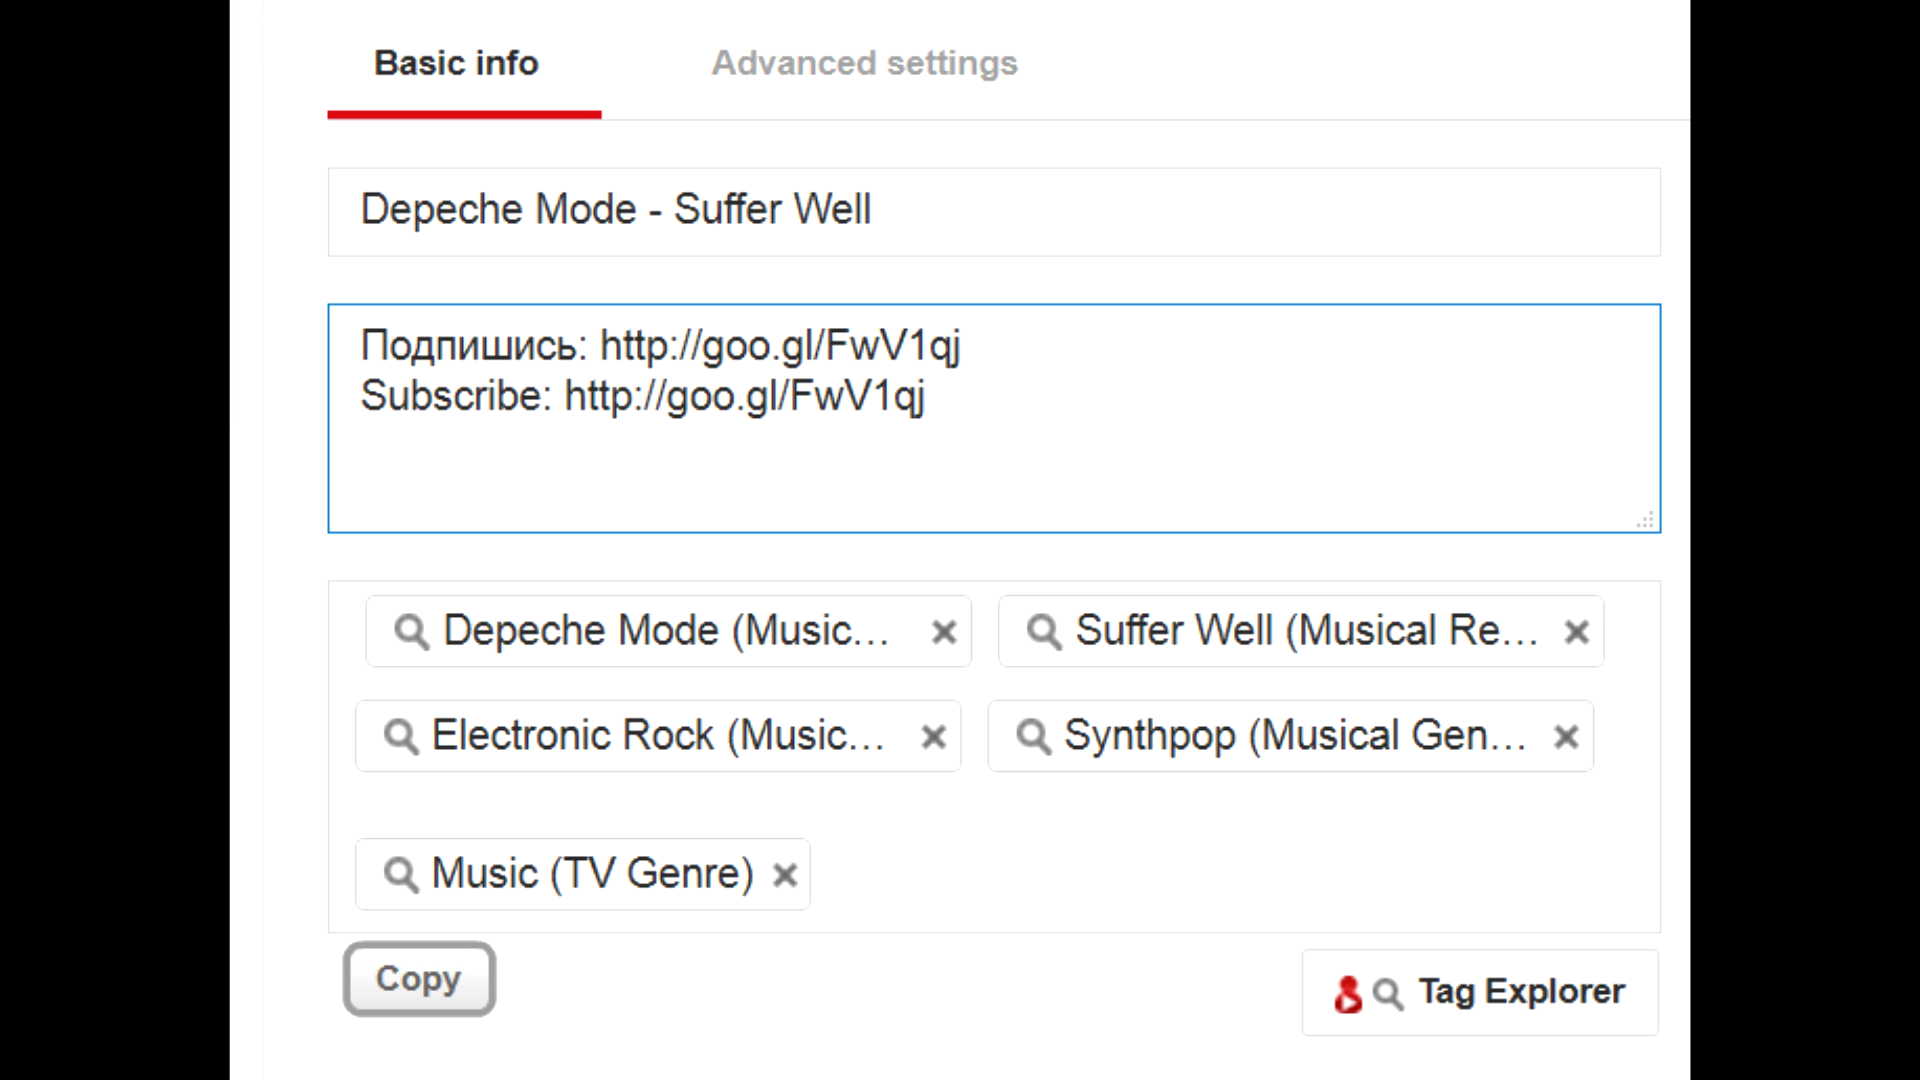 Basic info Advanced settings
Depeche Mode - Suffer Well
Подпишись: http://goo.gl/FwV1qj
Subscribe: http://goo.gl/FwV1qj
Depeche Mode (Music... Suffer Well (Musical Re...
Electronic Rock (Music... Synthpop (Musical Gen...
Music (TV Genre)
Copy Tag Explorer